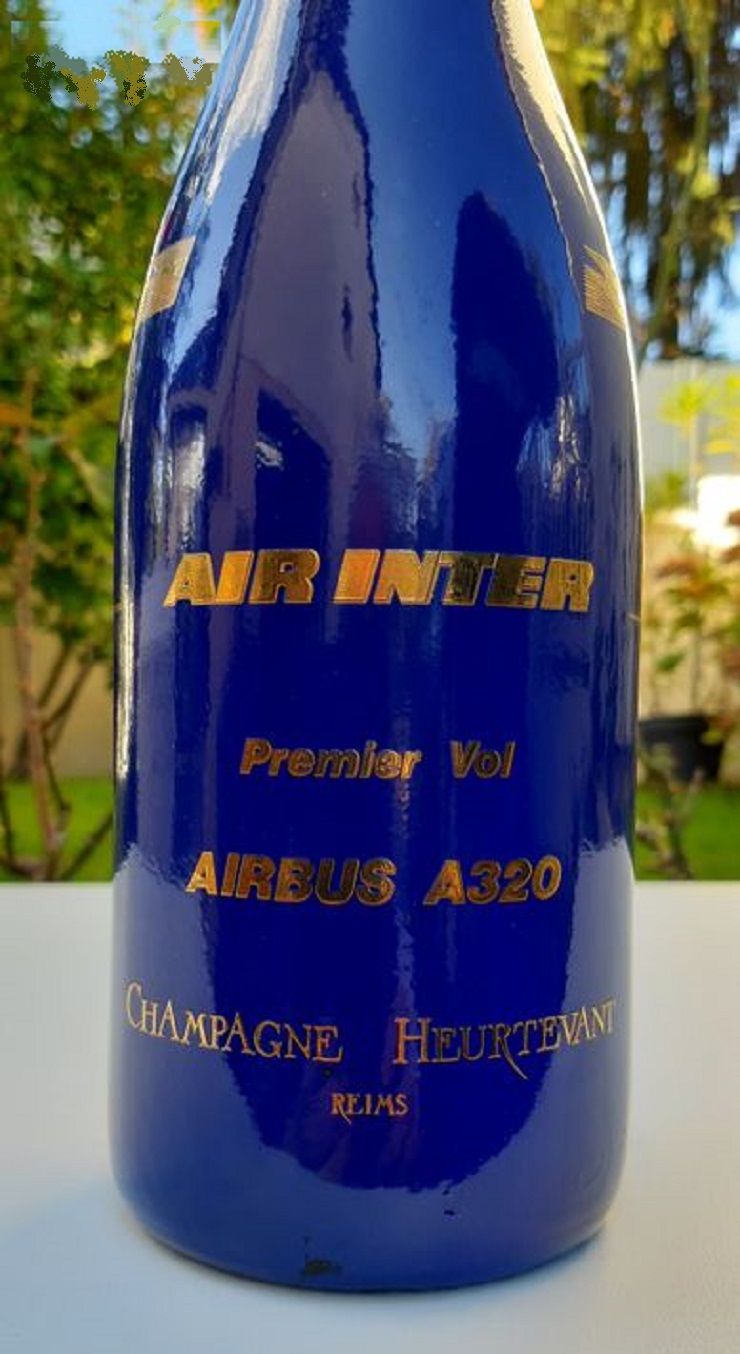 AIR INTER
Premier Vol
AIRBUS A320
CHAMPAGNE HEURTEVANT
REIMS